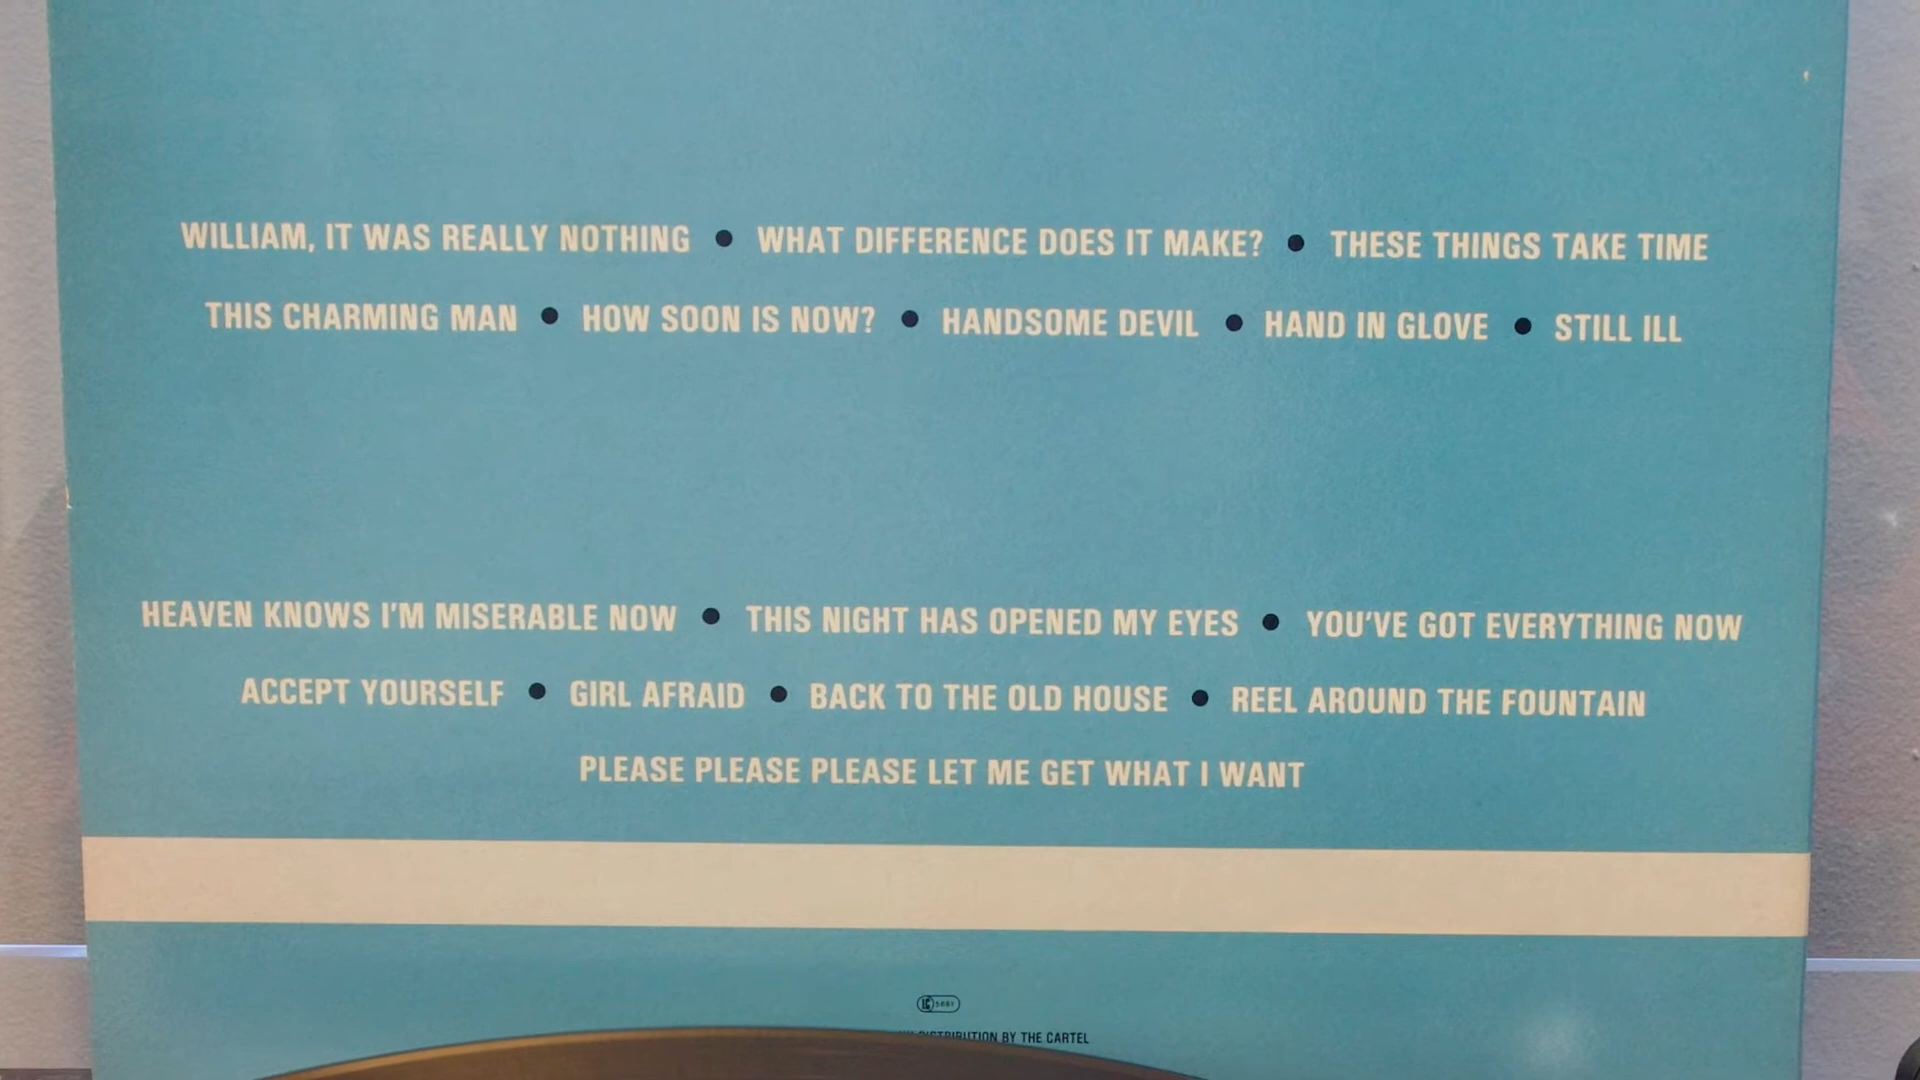 WILLIAM, IT WAS REALLY NOTHING ● WHAT DIFFERENCE DOES IT MAKE? ● THESE THINGS TAKE TIME
THIS CHARMING MAN ● HOW SOON IS NOW? ● HANDSOME DEVIL ● HAND IN GLOVE ● STILL ILL
HEAVEN KNOWS I'M MISERABLE NOW ● THIS NIGHT HAS OPENED MY EYES ● YOU'VE GOT EVERYTHING NOW
ACCEPT YOURSELF ● GIRL AFRAID ● BACK TO THE OLD HOUSE ● REEL AROUND THE FOUNTAIN
PLEASE PLEASE PLEASE LET ME GET WHAT I WANT
LC
DISTRIBUTION BY THE CARTEL